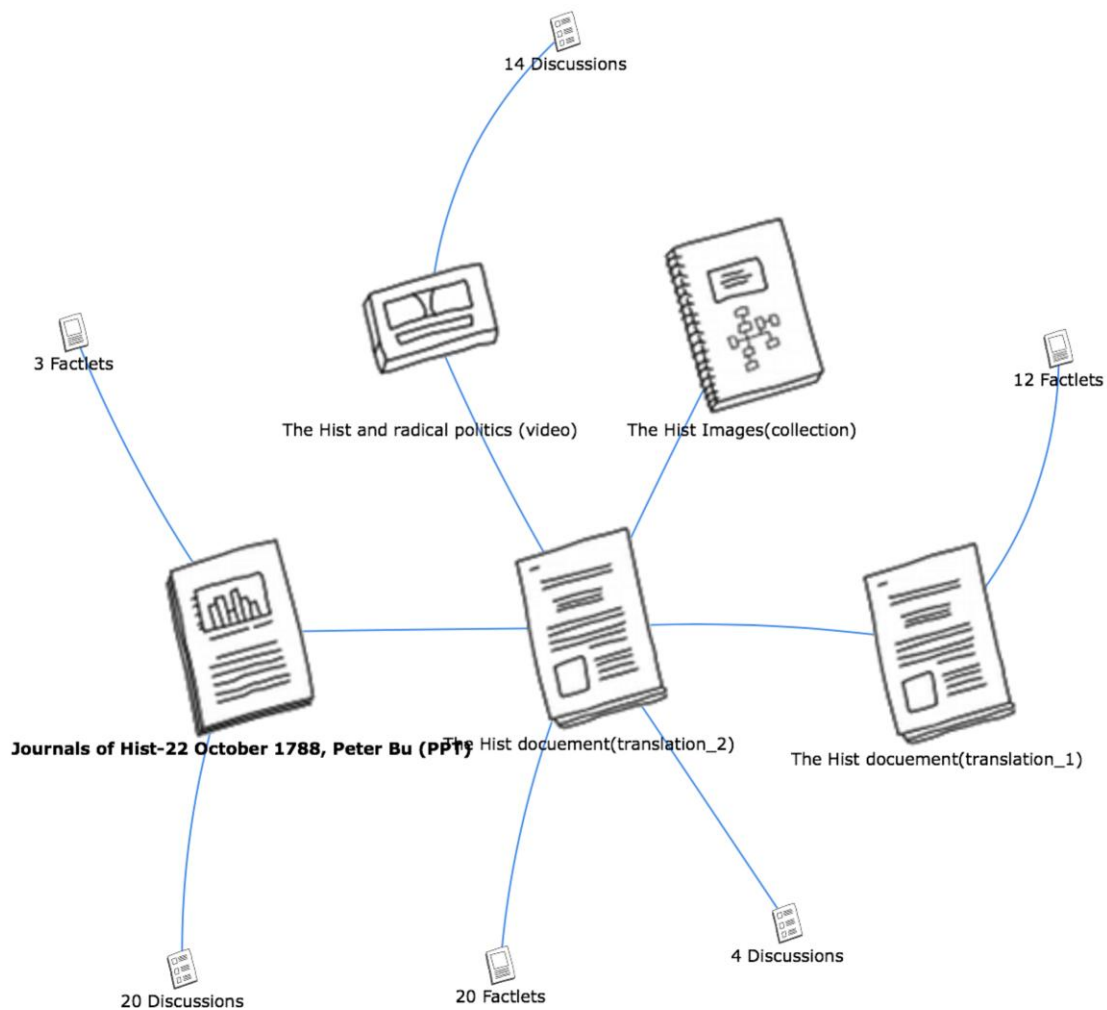 14 Discussions
3 Factlets
12 Factlets
The Hist and radical politics (video)
The Hist Images(collection)
Journals of Hist-22 October 1788, Peter Bu (PPT)
The Hist docuement(translation_2)
The Hist docuement(translation_1)
4 Discussions
20 Discussions
20 Factlets